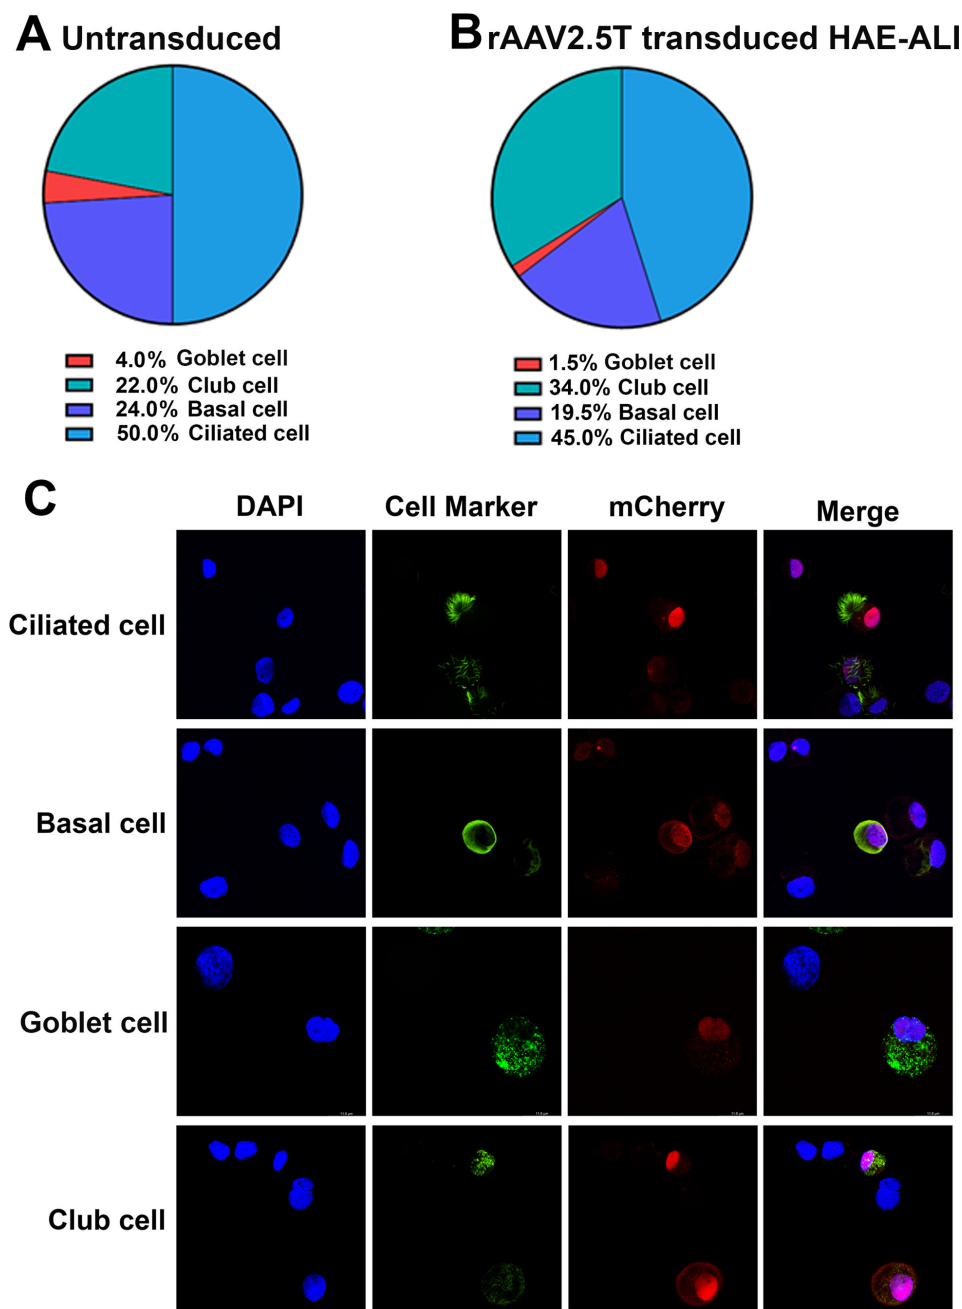 A Untransduced
B rAAV2.5T transduced HAE-ALI
4.0% Goblet cell
22.0% Club cell
24.0% Basal cell
50.0% Ciliated cell
1.5% Goblet cell
34.0% Club cell
19.5% Basal cell
45.0% Ciliated cell
C
DAPI Cell Marker mCherry Merge
Ciliated cell
Basal cell
Goblet cell
Club cell